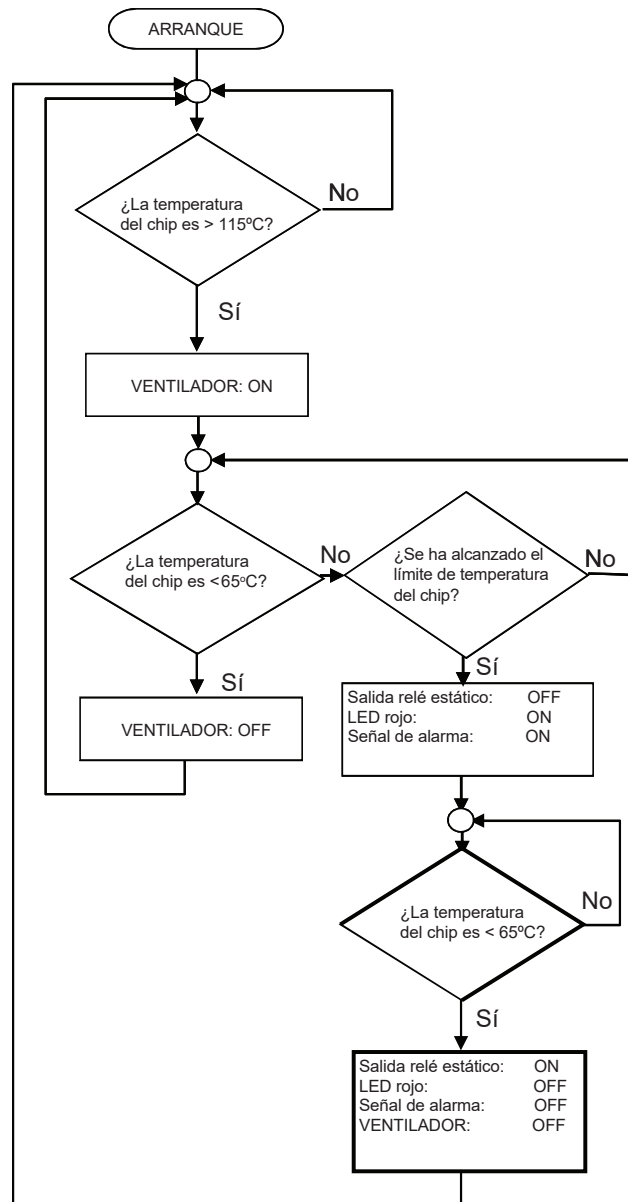 ARRANQUE
¿La temperatura
del chip es > 115ºC?
No
Sí
VENTILADOR: ON
¿La temperatura
del chip es <65ºC?
No
¿Se ha alcanzado el
límite de temperatura
del chip?
No
Sí
VENTILADOR: OFF
Sí
Salida relé estático: OFF
LED rojo: ON
Señal de alarma: ON
¿La temperatura
del chip es < 65ºC?
No
Sí
Salida relé estático: ON
LED rojo: OFF
Señal de alarma: OFF
VENTILADOR: OFF